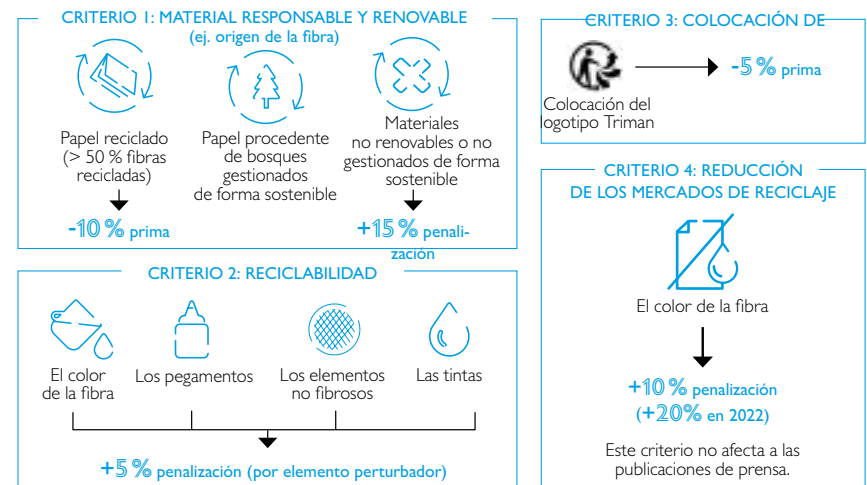 CRITERIO 1: MATERIAL RESPONSABLE Y RENOVABLE
(ej. origen de la fibra)
Papel reciclado
(> 50 % fibras
recicladas)
-10 % prima
Papel procedente
de bosques
gestionados
de forma sostenible
Materiales
no renovables o no
gestionados de forma
sostenible
+15 % penali-
zación
CRITERIO 2: RECICLABILIDAD
El color
de la fibra
Los pegamentos
Los elementos
no fibrosos
Las tintas
+5 % penalización (por elemento perturbador)
CRITERIO 3: COLOCACIÓN DE
-5 % prima
Colocación del
logotipo Triman
CRITERIO 4: REDUCCIÓN
DE LOS MERCADOS DE RECICLAJE
El color de la fibra
+10 % penalización
(+20% en 2022)
Este criterio no afecta a las
publicaciones de prensa.